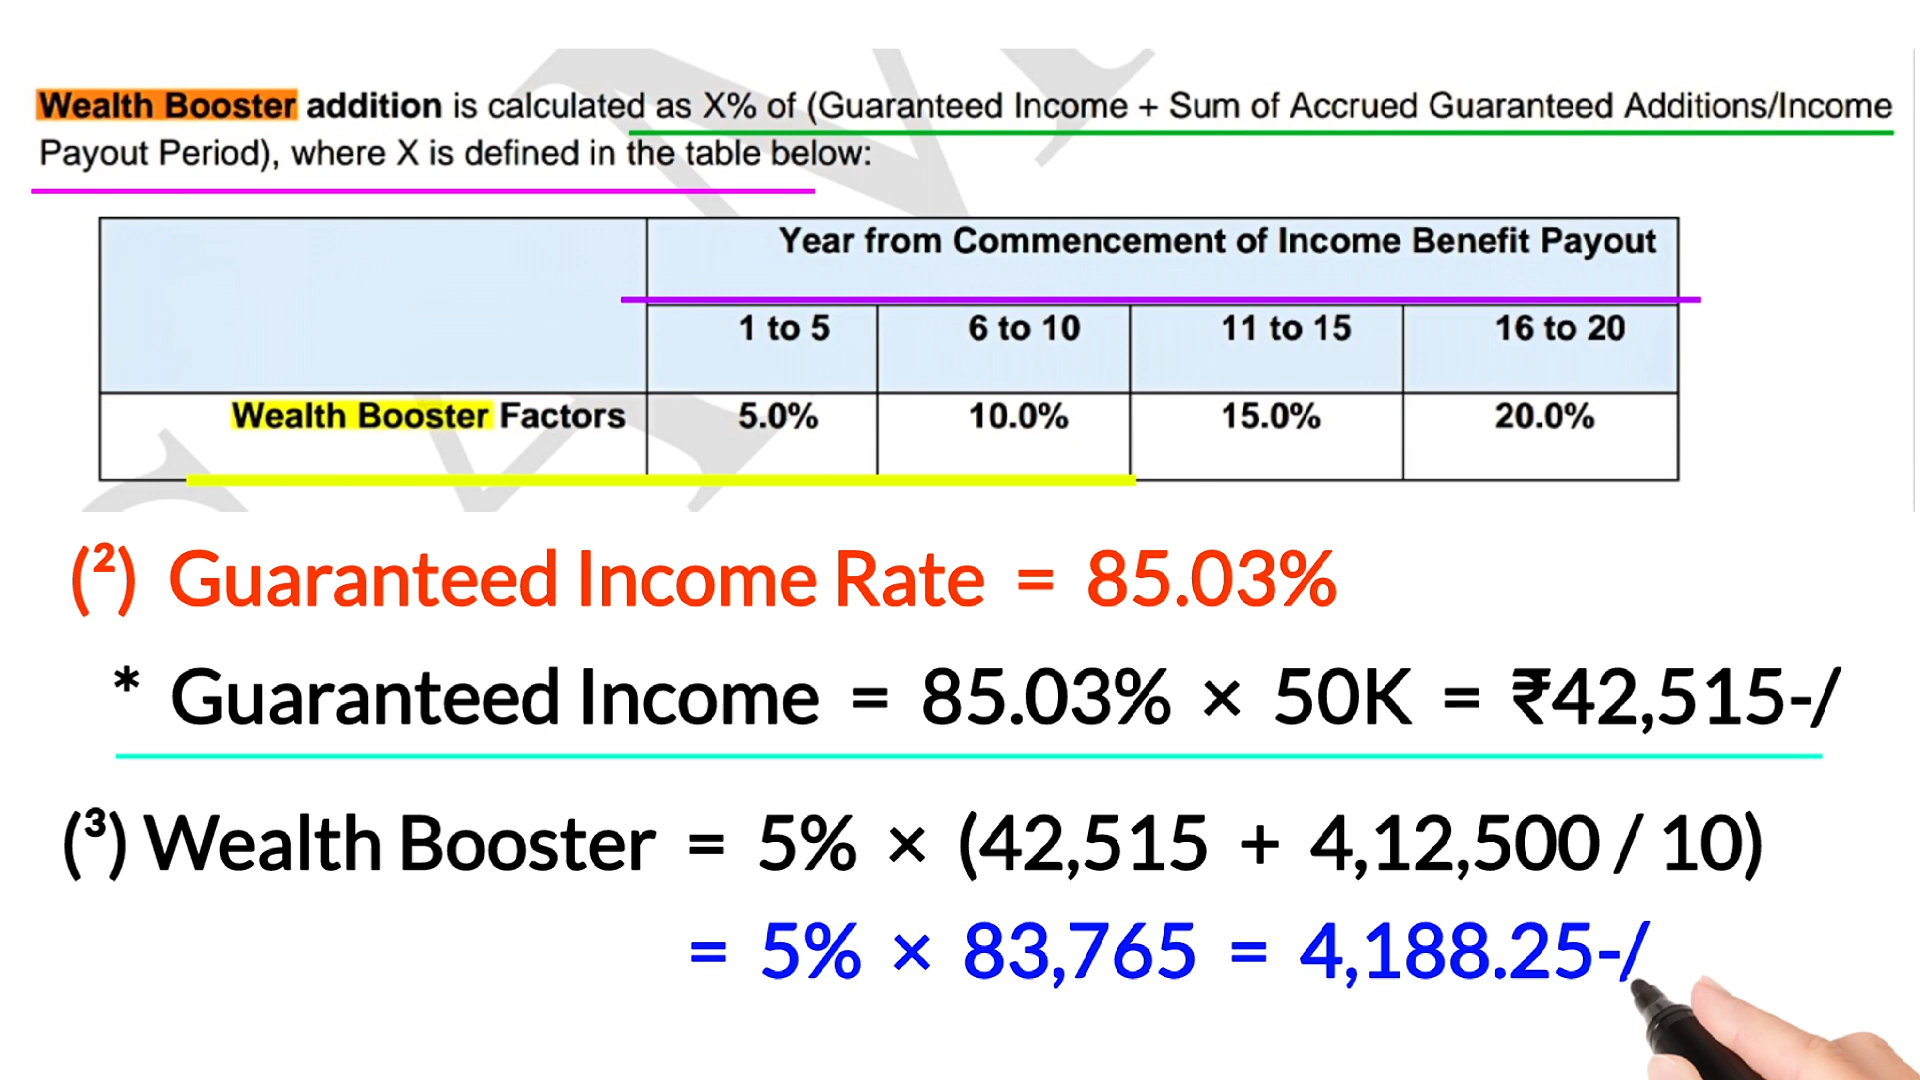 Wealth Booster addition is calculated as X% of (Guaranteed Income + Sum of Accrued Guaranteed Additions/Income
Payout Period), where X is defined in the table below:
Year from Commencement of Income Benefit Payout
1 to 5 6 to 10 11 to 15 16 to 20
Wealth Booster Factors 5.0% 10.0% 15.0% 20.0%
(²) Guaranteed Income Rate = 85.03%
* Guaranteed Income = 85.03% × 50K = ₹42,515-/
(³) Wealth Booster = 5% × (42,515 + 4,12,500 / 10)
= 5% × 83,765 = 4,188.25-/